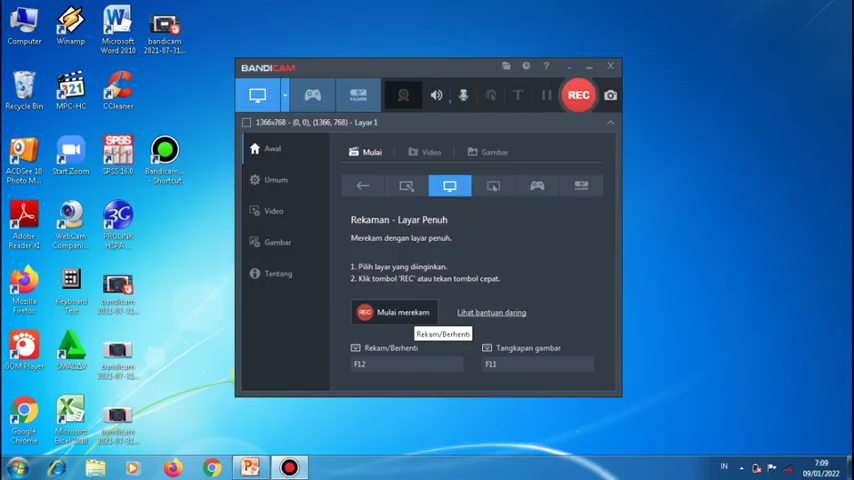 Computer
Winamp
Microsoft
Word 2010
bandicam
2021-07-31...
Recycle Bin
MPC-HC
CCleaner
ACDSee 10
Photo M...
Start Zoom
SPSS 16.0
Bandicam...
- Shortcut
Adobe
Reader XI
WebCam
Compani...
PROLiNK
HSPA ...
Mozilla
Firefox
Keyboard
Test
bandicam
2021-07-31...
GOM Player
SMADAV
bandicam
2021-07-31...
Google
Chrome
Microsoft
Excel 2010
bandicam
2021-07-31...
BANDICAM
REC
1366x768 - (0, 0), (1366, 768) - Layar 1
Awal
Umum
Video
Gambar
Tentang
Mulai
Video
Gambar
Rekaman - Layar Penuh
Merekam dengan layar penuh.
1. Pilih layar yang diinginkan.
2. Klik tombol 'REC' atau tekan tombol cepat.
REC Mulai merekam
Lihat bantuan daring
Rekam/Berhenti
Rekam/Berhenti
Tangkapan gambar
F12
F11
IN
7:09
09/01/2022